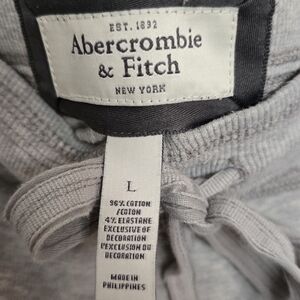 EST. 1892
Abercrombie
& Fitch
NEW YORK
L
96% COTTON
/COTON
4% ELASTANE
EXCLUSIVE OF
DECORATION
/L'EXCLUSION DU
DECORATION
MADE IN
PHILIPPINES